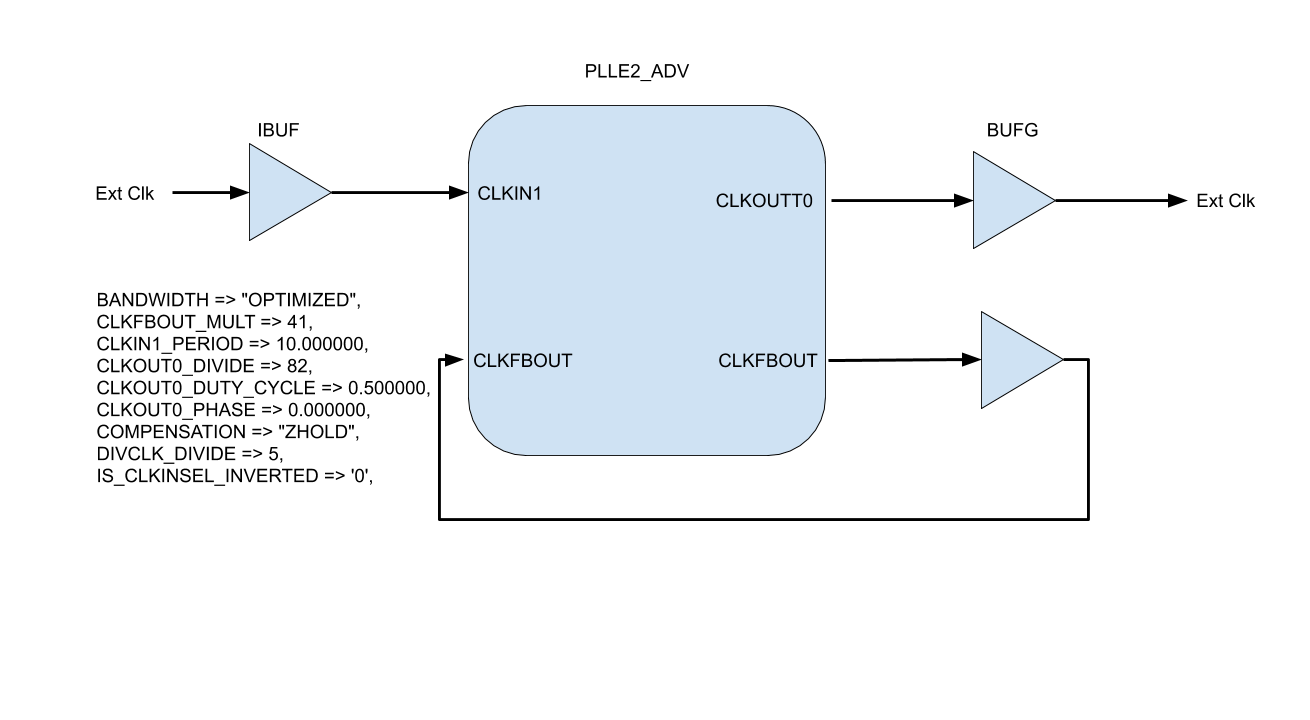 PLLE2_ADV
IBUF
BUFG
Ext Clk
CLKIN1
CLKOUTT0
Ext Clk
BANDWIDTH => "OPTIMIZED",
CLKFBOUT_MULT => 41,
CLKIN1_PERIOD => 10.000000,
CLKOUT0_DIVIDE => 82,
CLKOUT0_DUTY_CYCLE => 0.500000,
CLKOUT0_PHASE => 0.000000,
COMPENSATION => "ZHOLD",
DIVCLK_DIVIDE => 5,
IS_CLKINSEL_INVERTED => '0',
CLKFBOUT
CLKFBOUT